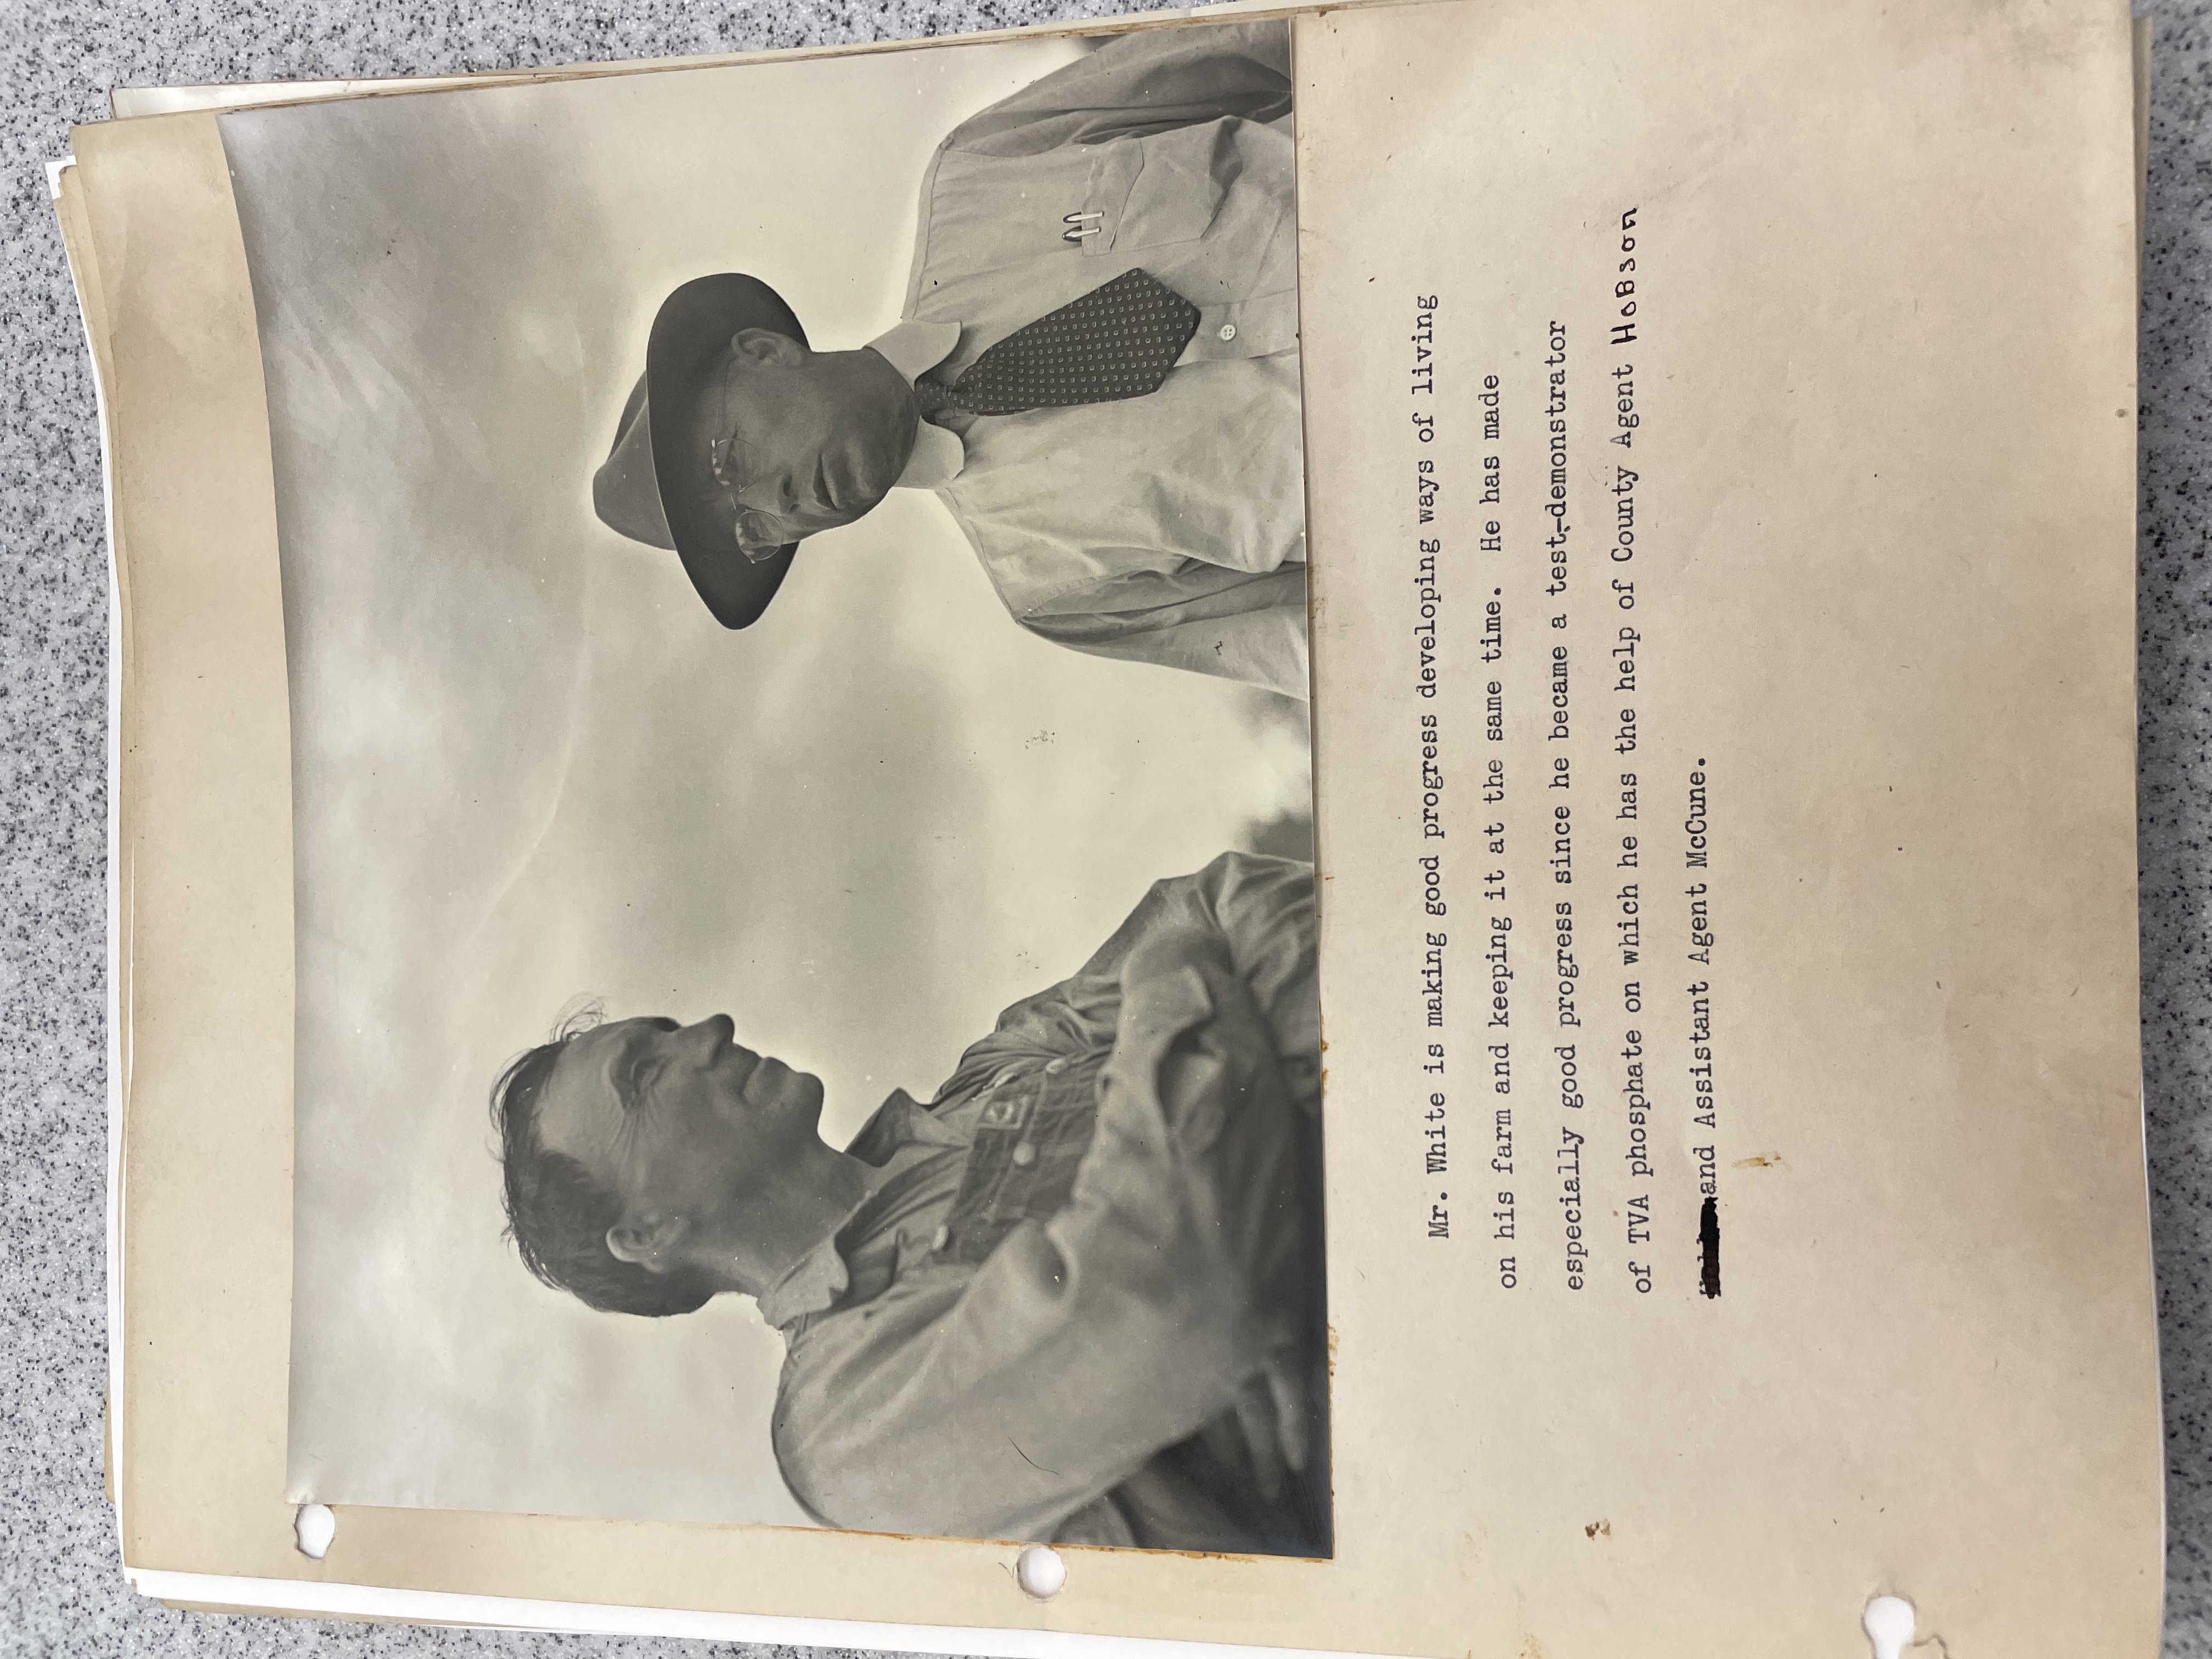 Mr. White is making good progress developing ways of living
on his farm and keeping it at the same time. He has made
especially good progress since he became a test-demonstrator
of TVA phosphate on which he has the help of County Agent HoBson
and Assistant Agent McCune.